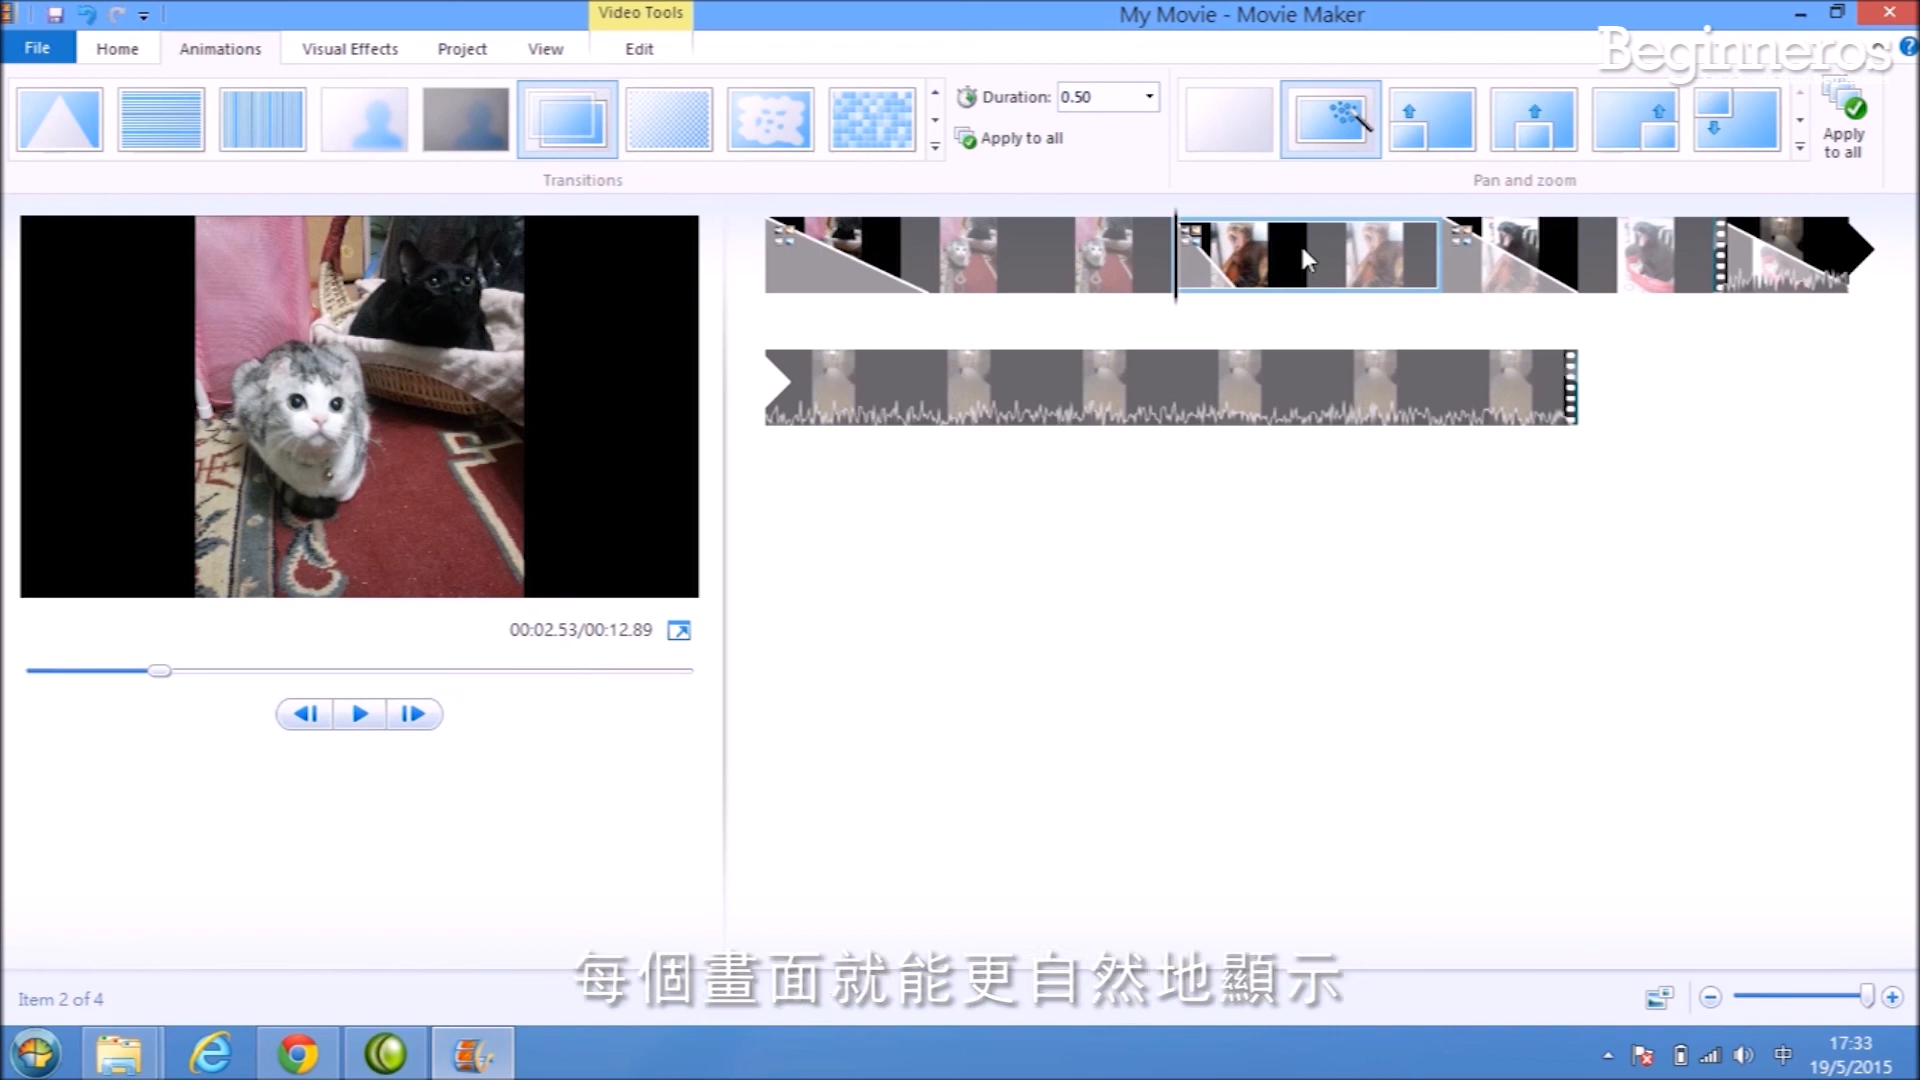 Video Tools
My Movie - Movie Maker
Beginneros
File
Home
Animations
Visual Effects
Project
View
Edit
Duration: 0.50
Apply to all
Apply
to all
Transitions
Pan and zoom
00:02.53/00:12.89
每個畫面就能更自然地顯示
Item 2 of 4
中
17:33
19/5/2015